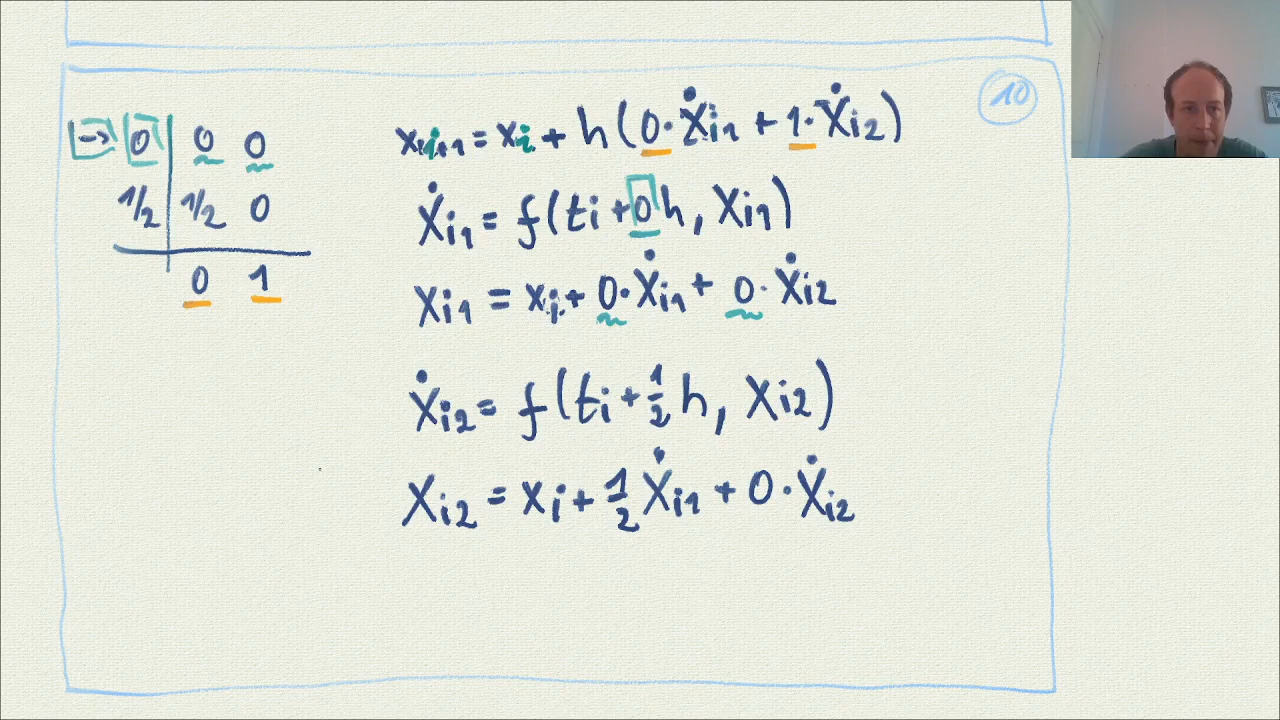 10
→ 0 | 0 0
1/2 | 1/2 0
0 1
x_{i+1} = x_i + h(0·Ẋ_{i1} + 1·Ẋ_{i2})
Ẋ_{i1} = f(t_i + 0h, X_{i1})
X_{i1} = x_i + 0·Ẋ_{i1} + 0·Ẋ_{i2}
Ẋ_{i2} = f(t_i + 1/2 h, X_{i2})
X_{i2} = x_i + 1/2 Ẋ_{i1} + 0·Ẋ_{i2}